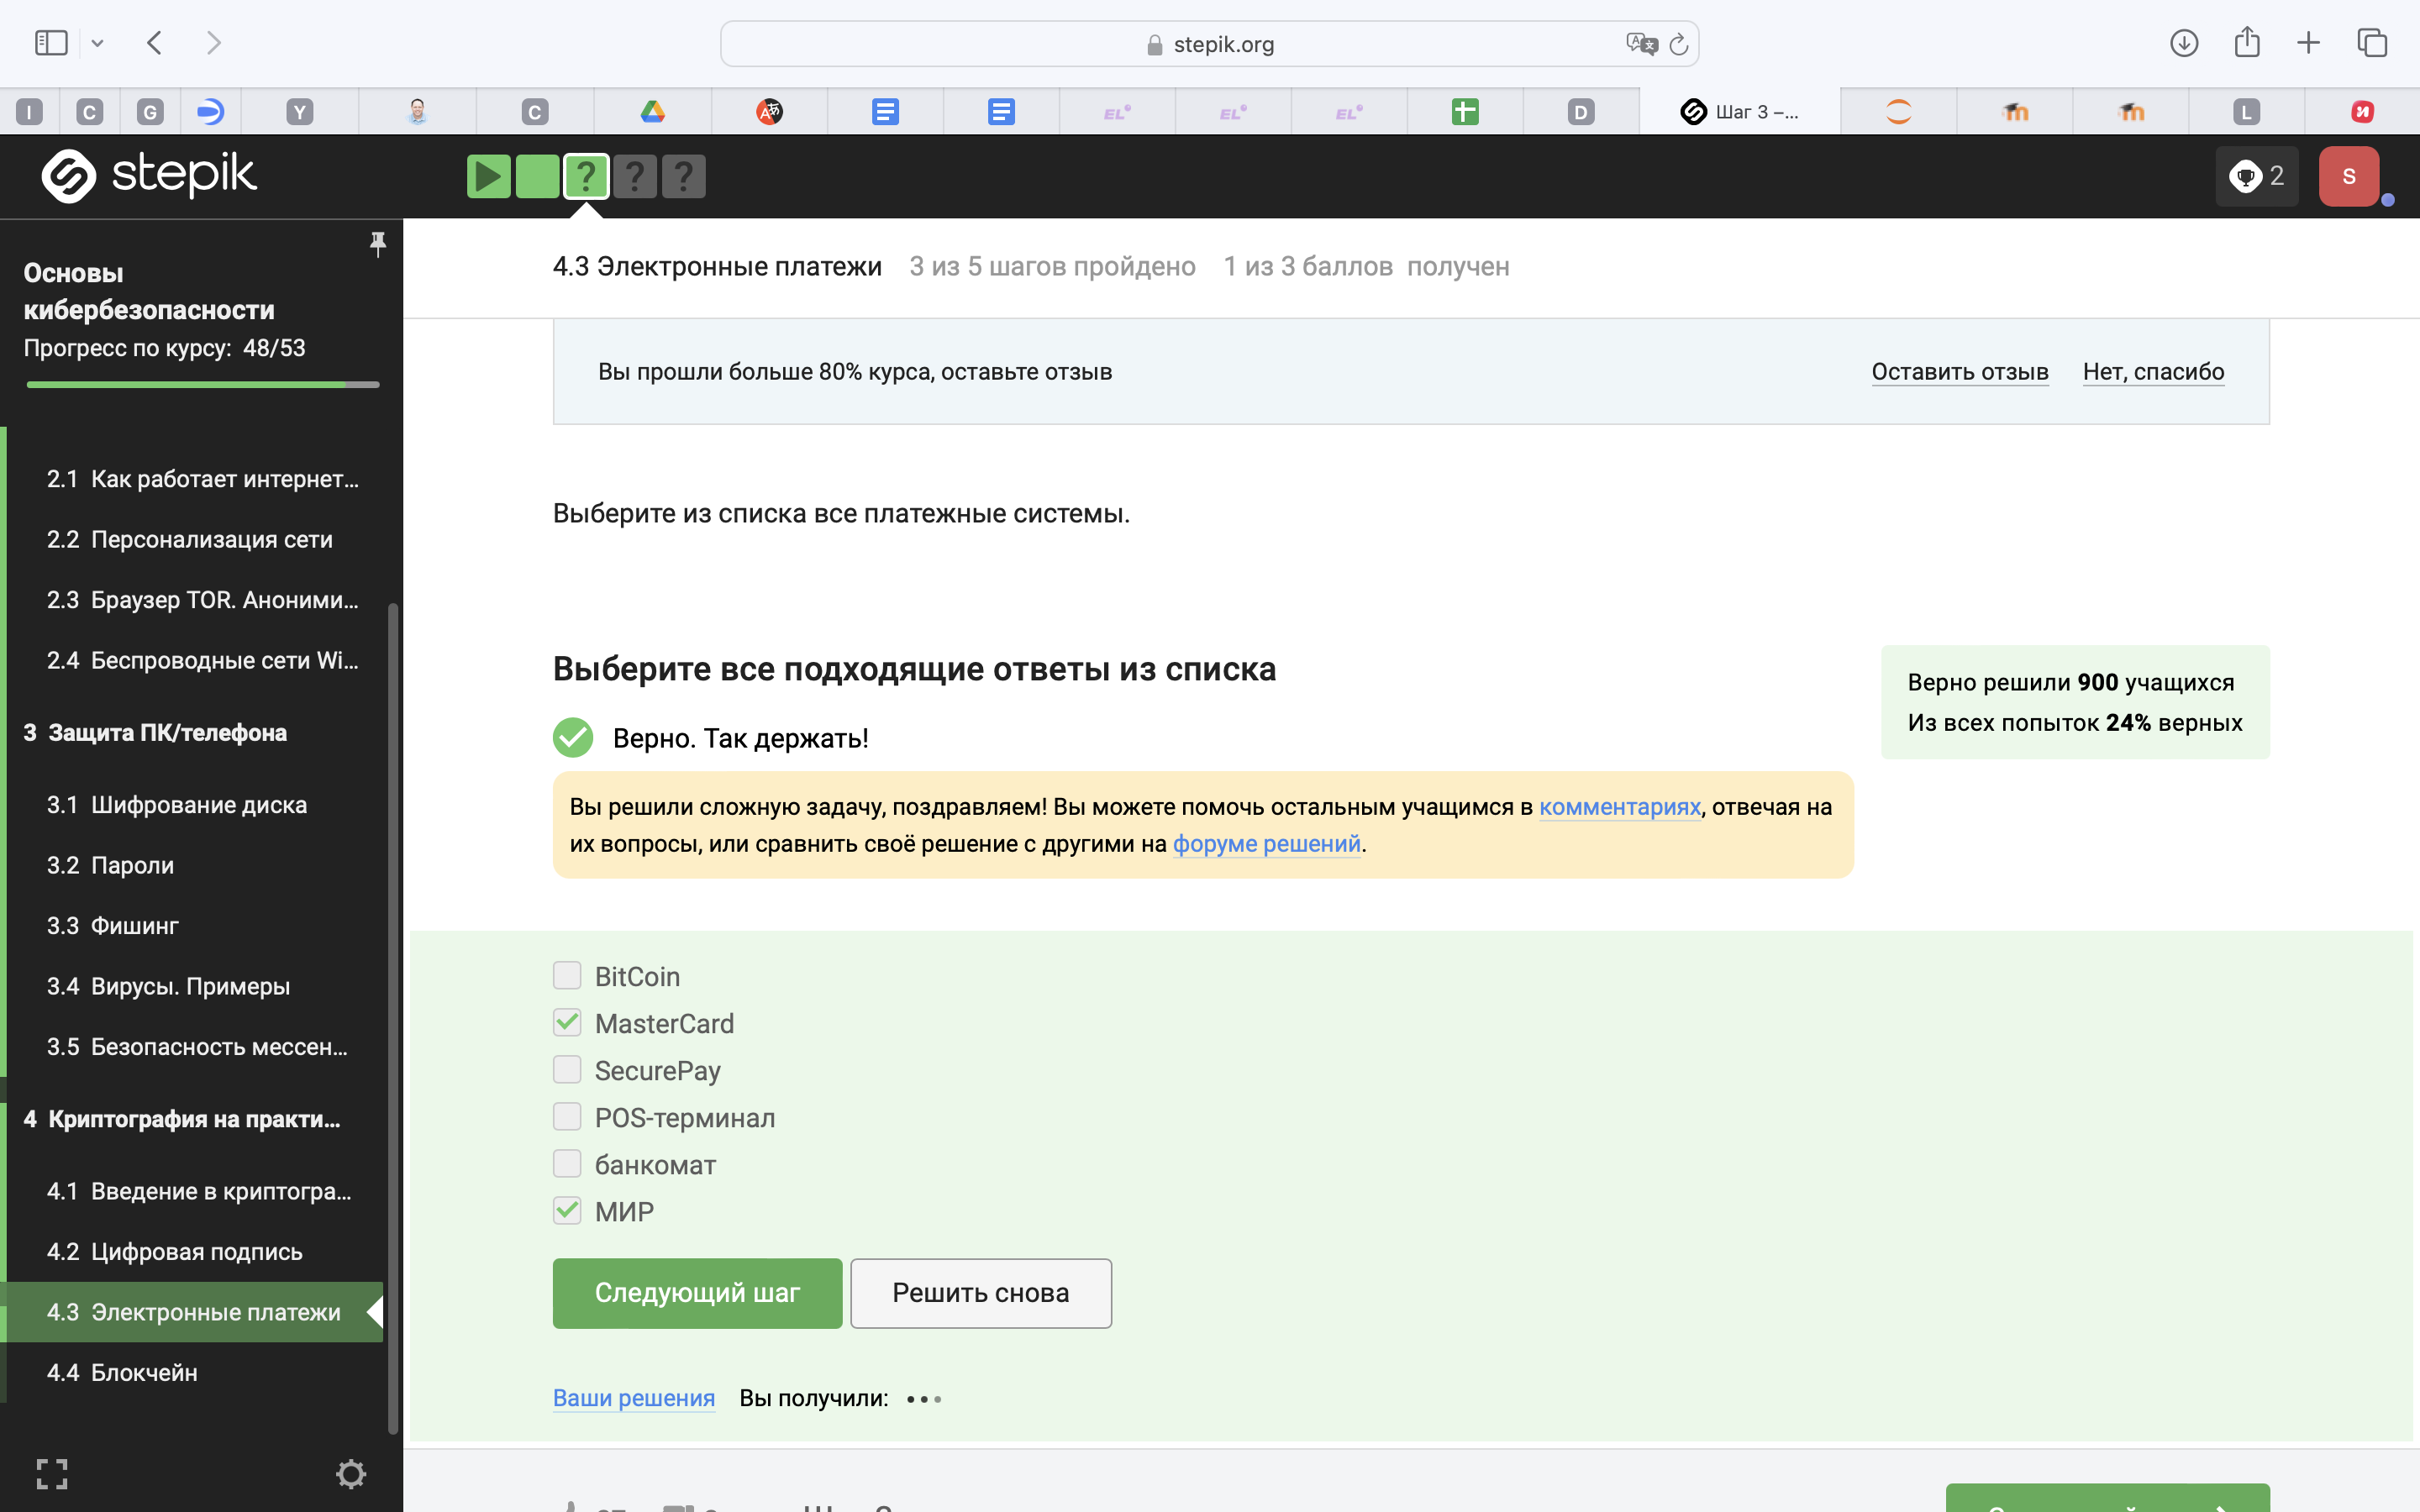 stepik.org
I
C
G
Y
C
EL
EL
EL
D
Шаг 3 –...
L
stepik
? ? ?
2
S
Основы
кибербезопасности
Прогресс по курсу: 48/53
2.1 Как работает интернет...
2.2 Персонализация сети
2.3 Браузер TOR. Аноними...
2.4 Беспроводные сети Wi...
3 Защита ПК/телефона
3.1 Шифрование диска
3.2 Пароли
3.3 Фишинг
3.4 Вирусы. Примеры
3.5 Безопасность мессен...
4 Криптография на практи...
4.1 Введение в криптогра...
4.2 Цифровая подпись
4.3 Электронные платежи
4.4 Блокчейн
4.3 Электронные платежи 3 из 5 шагов пройдено 1 из 3 баллов получен
Вы прошли больше 80% курса, оставьте отзыв Оставить отзыв Нет, спасибо
Выберите из списка все платежные системы.
Выберите все подходящие ответы из списка
Верно. Так держать!
Верно решили 900 учащихся
Из всех попыток 24% верных
Вы решили сложную задачу, поздравляем! Вы можете помочь остальным учащимся в комментариях, отвечая на
их вопросы, или сравнить своё решение с другими на форуме решений.
BitCoin
MasterCard
SecurePay
POS-терминал
банкомат
МИР
Следующий шаг Решить снова
Ваши решения Вы получили: